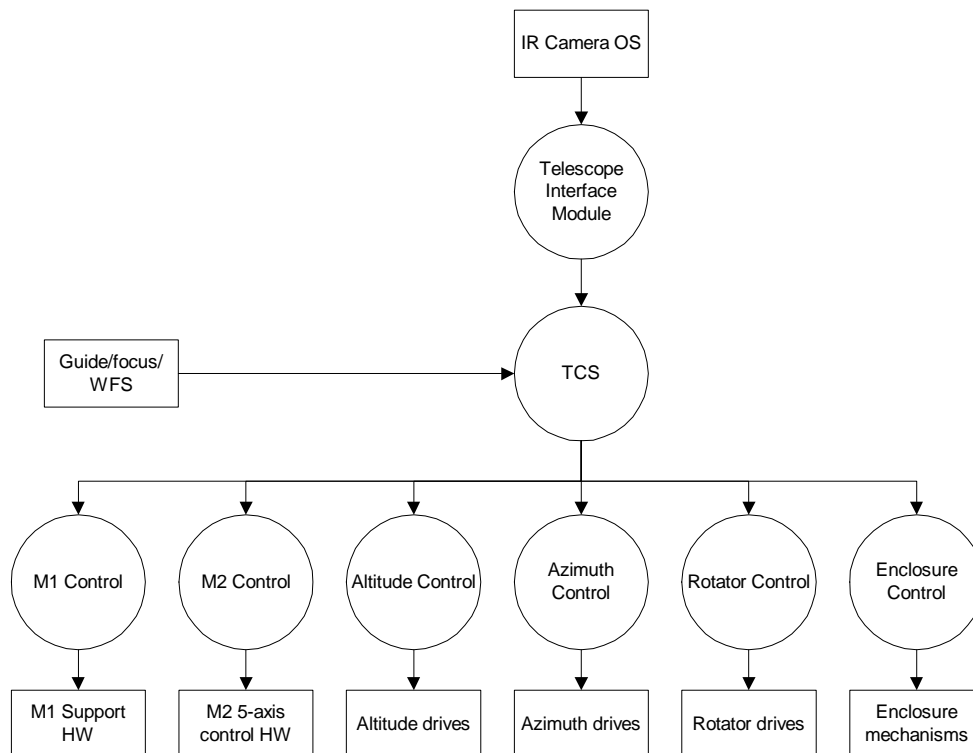 IR Camera OS
Telescope
Interface
Module
Guide/focus/
WFS
TCS
M1 Control
M2 Control
Altitude Control
Azimuth
Control
Rotator Control
Enclosure
Control
M1 Support
HW
M2 5-axis
control HW
Altitude drives
Azimuth drives
Rotator drives
Enclosure
mechanisms